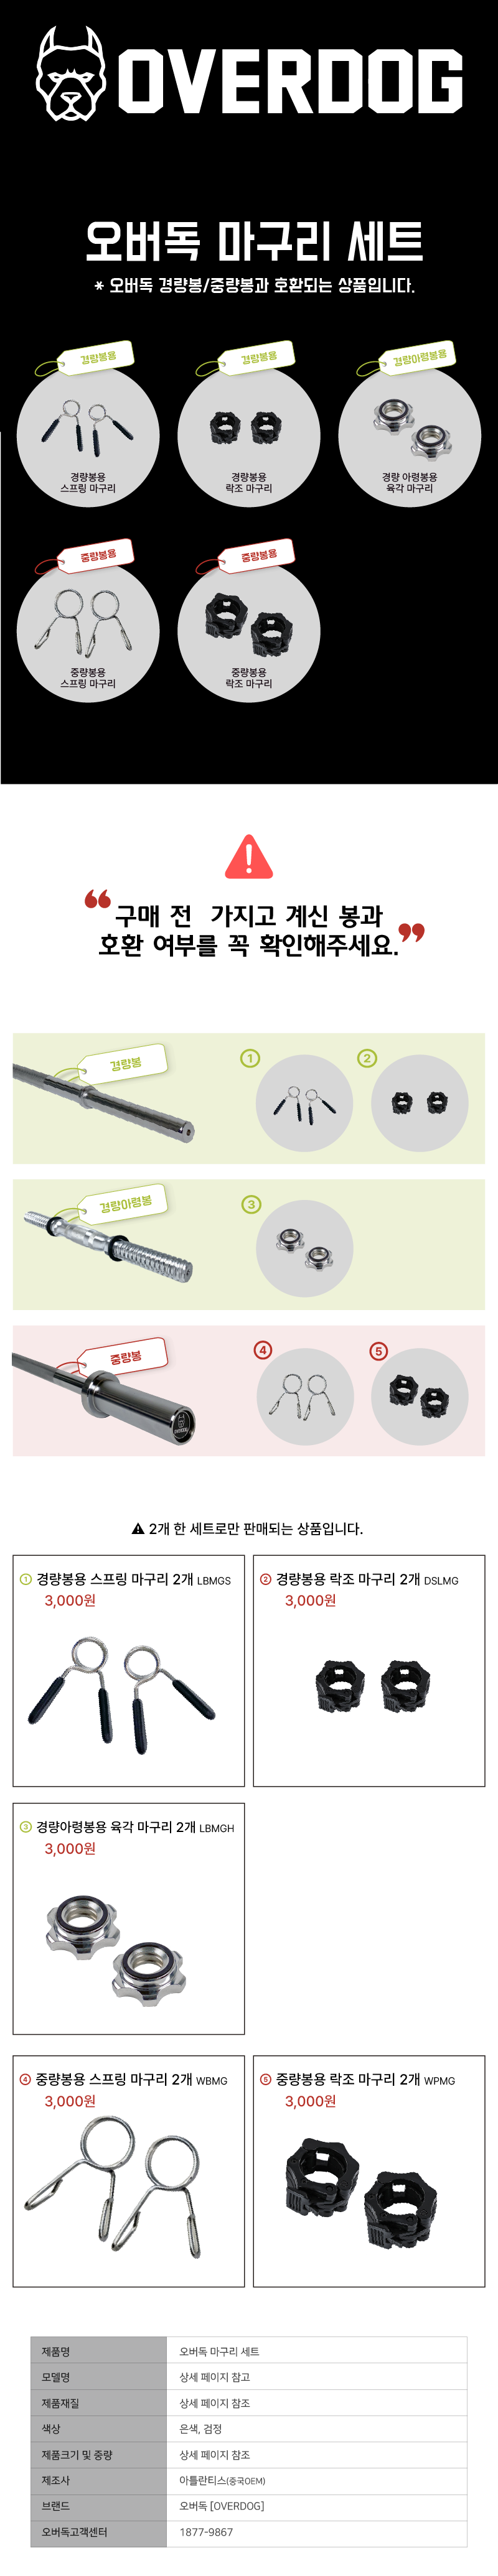 OVERDOG
오버독 마구리 세트
* 오버독 경량봉/중량봉과 호환되는 상품입니다.
경량봉용
경량봉용
경량아령봉용
경량봉용
스프링 마구리
경량봉용
락조 마구리
경량 아령봉용
육각 마구리
중량봉용
중량봉용
중량봉용
스프링 마구리
중량봉용
락조 마구리
“구매 전 가지고 계신 봉과
호환 여부를 꼭 확인해주세요.”
경량봉
1
2
경량아령봉
3
중량봉
4
5
2개 한 세트로만 판매되는 상품입니다.
1 경량봉용 스프링 마구리 2개 LBMGS
3,000원
2 경량봉용 락조 마구리 2개 DSLMG
3,000원
3 경량아령봉용 육각 마구리 2개 LBMGH
3,000원
4 중량봉용 스프링 마구리 2개 WBMG
3,000원
5 중량봉용 락조 마구리 2개 WPMG
3,000원
제품명 오버독 마구리 세트
모델명 상세 페이지 참고
제품재질 상세 페이지 참조
색상 은색, 검정
제품크기 및 중량 상세 페이지 참조
제조사 아틀란티스(중국OEM)
브랜드 오버독 [OVERDOG]
오버독고객센터 1877-9867